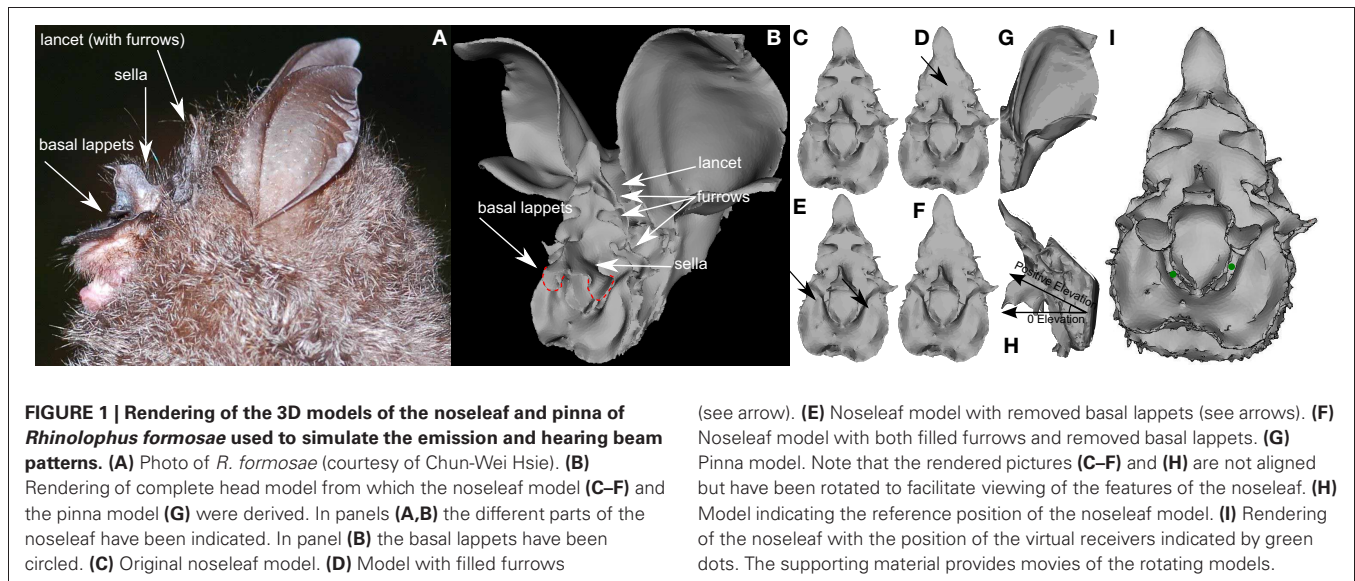 lancet (with furrows)
A
sella
basal lappets
B
lancet
furrows
basal lappets
sella
C
D
G
I
E
F
Positive Elevation
0 Elevation
H
FIGURE 1 | Rendering of the 3D models of the noseleaf and pinna of
Rhinolophus formosae used to simulate the emission and hearing beam
patterns. (A) Photo of R. formosae (courtesy of Chun-Wei Hsie). (B)
Rendering of complete head model from which the noseleaf model (C–F) and
the pinna model (G) were derived. In panels (A,B) the different parts of the
noseleaf have been indicated. In panel (B) the basal lappets have been
circled. (C) Original noseleaf model. (D) Model with filled furrows
(see arrow). (E) Noseleaf model with removed basal lappets (see arrows). (F)
Noseleaf model with both filled furrows and removed basal lappets. (G)
Pinna model. Note that the rendered pictures (C–F) and (H) are not aligned
but have been rotated to facilitate viewing of the features of the noseleaf. (H)
Model indicating the reference position of the noseleaf model. (I) Rendering
of the noseleaf with the position of the virtual receivers indicated by green
dots. The supporting material provides movies of the rotating models.